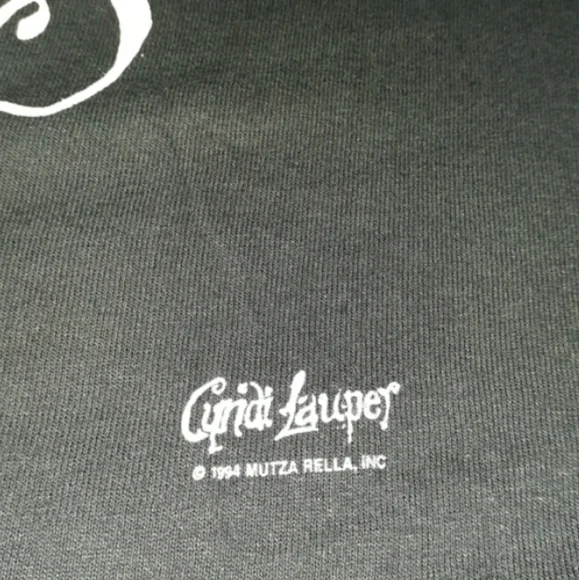 Cyndi Lauper
© 1994 MUTZA RELLA, INC